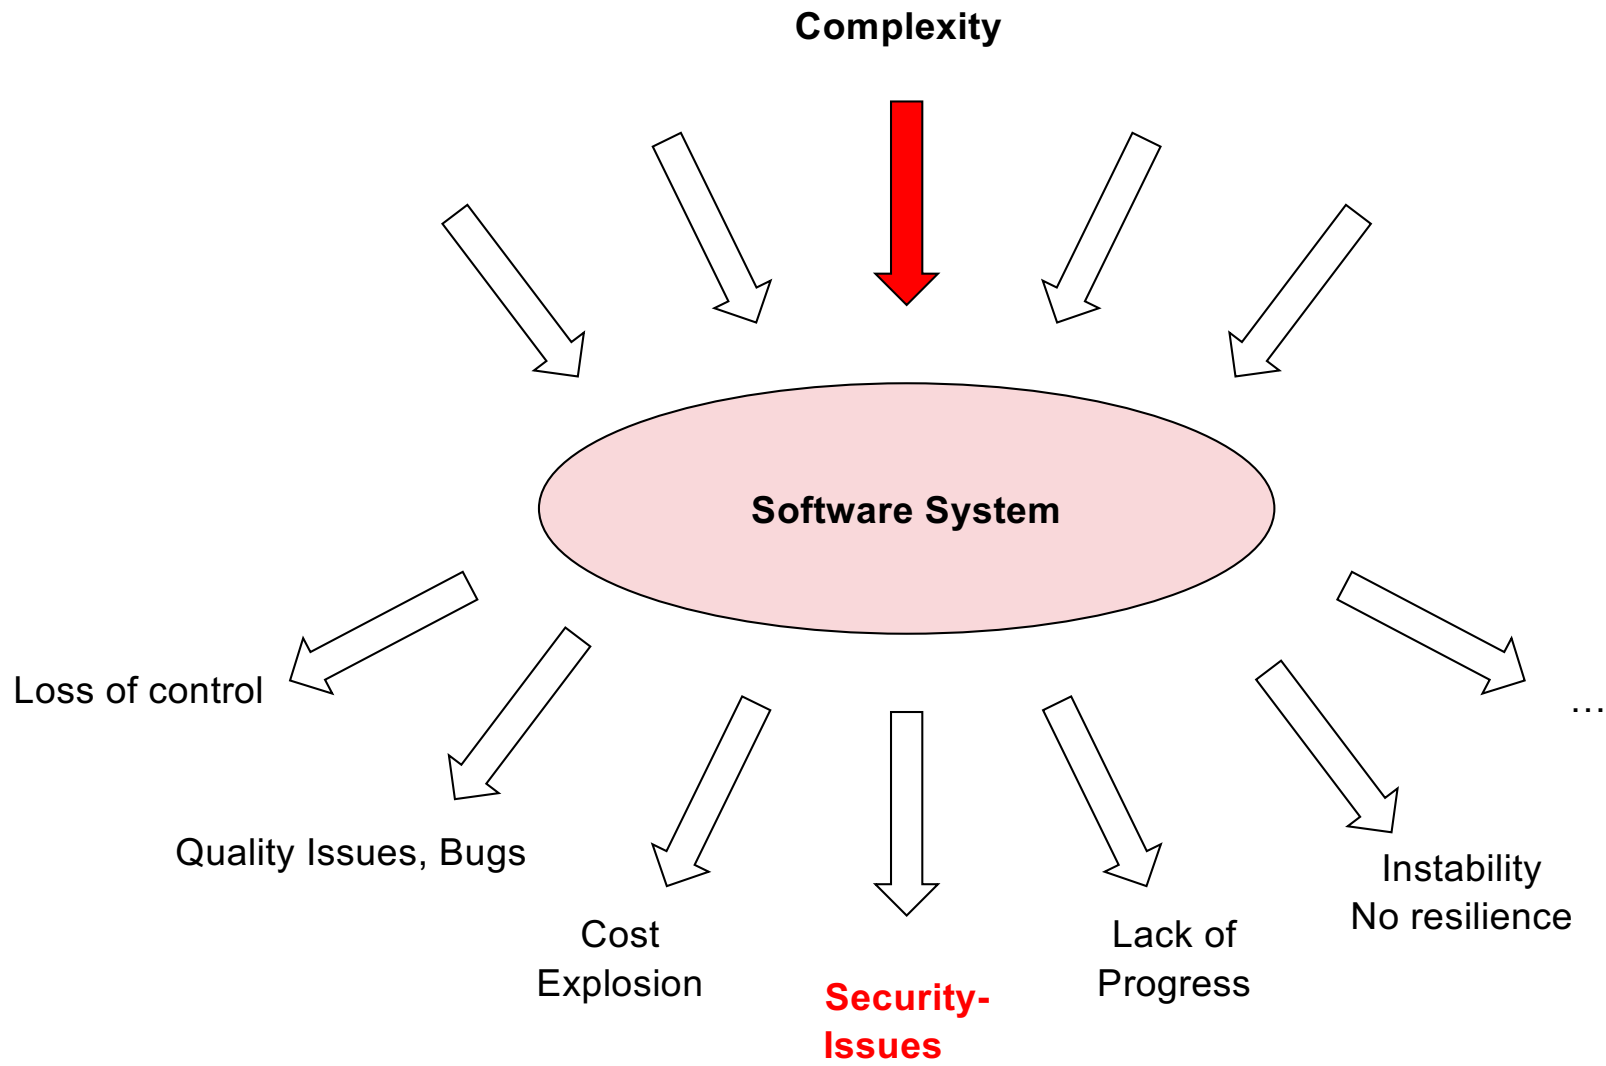 Complexity
Software System
Loss of control
…
Quality Issues, Bugs
Instability
No resilience
Cost
Explosion
Security-
Issues
Lack of
Progress